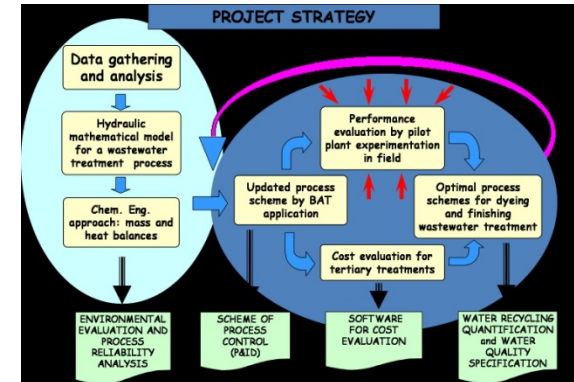 PROJECT STRATEGY
Data gathering
and analysis
Hydraulic
mathematical model
for a wastewater
treatment process
Chem. Eng.
approach: mass and
heat balances
Performance
evaluation by pilot
plant experimentation
in field
Updated process
scheme by BAT
application
Optimal process
schemes for dyeing
and finishing
wastewater treatment
Cost evaluation for
tertiary treatments
ENVIRONMENTAL
EVALUATION AND
PROCESS
RELIABILITY
ANALYSIS
SCHEME OF
PROCESS
CONTROL
(P&ID)
SOFTWARE
FOR COST
EVALUATION
WATER RECYCLING
QUANTIFICATION
and WATER
QUALITY
SPECIFICATION